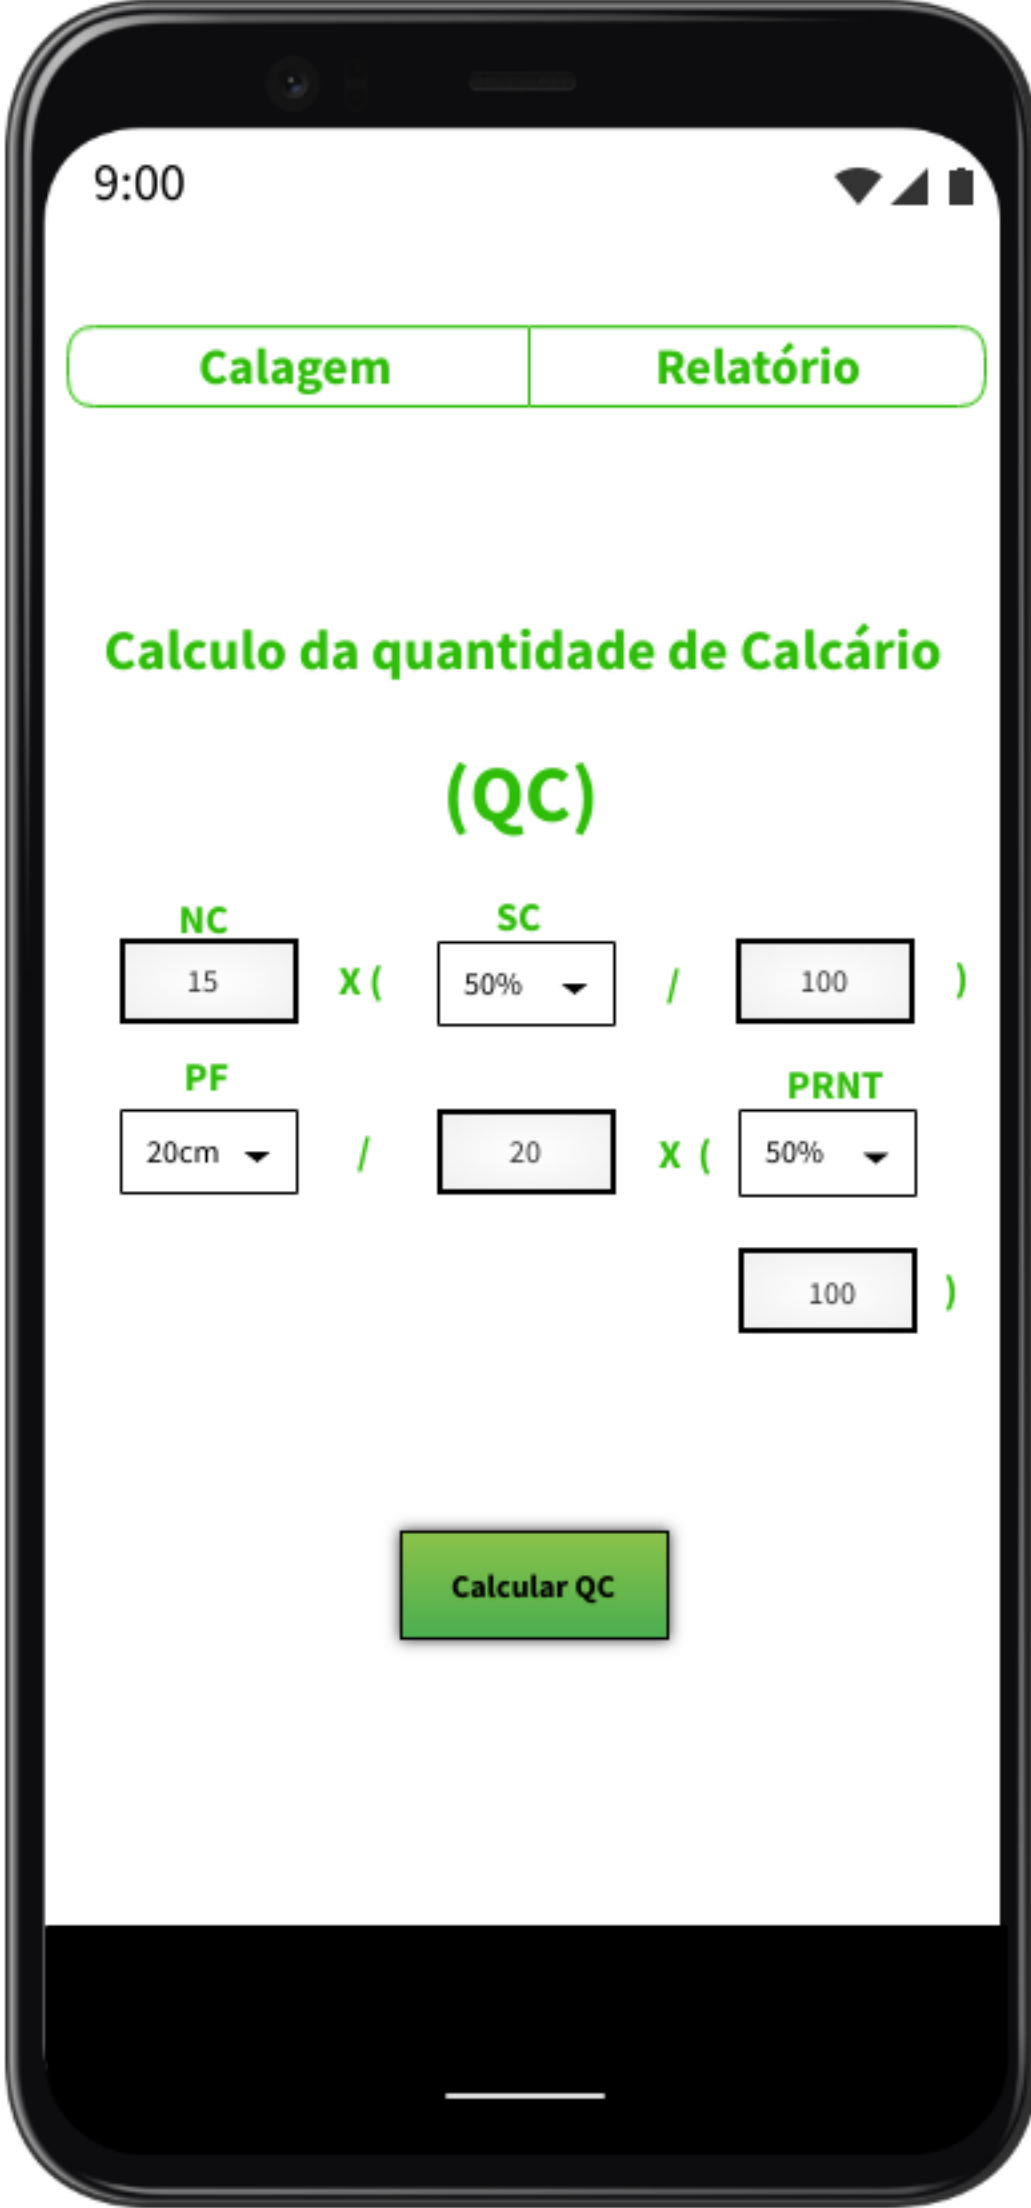 9:00
Calagem Relatório
Calculo da quantidade de Calcário
(QC)
NC SC
15 X ( 50% / 100 )
PF PRNT
20cm / 20 X ( 50%
100 )
Calcular QC